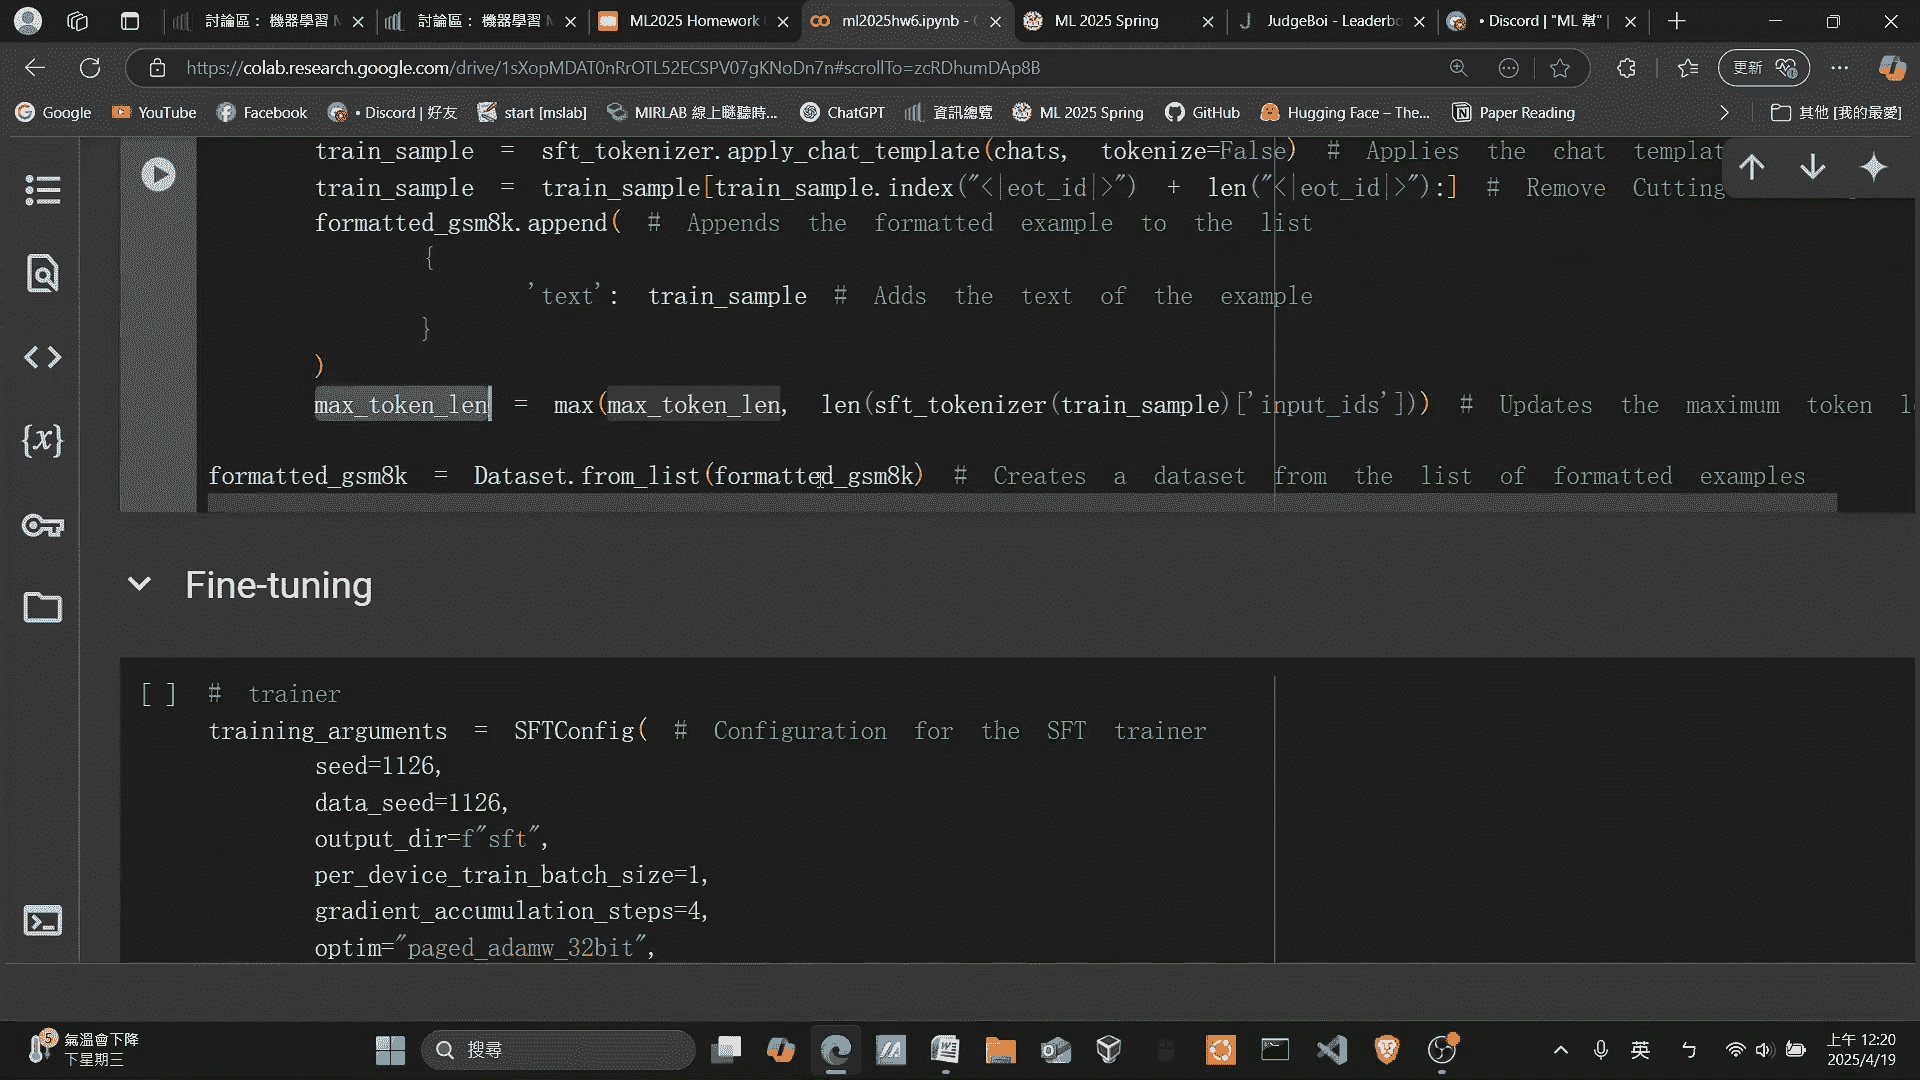 討論區： 機器學習
討論區： 機器學習
ML2025 Homework
ml2025hw6.ipynb -
ML 2025 Spring
JudgeBoi - Leaderbo
• Discord | "ML 幫" |
https://colab.research.google.com/drive/1sXopMDAT0nRrOTL52ECSPV07gKNoDn7n#scrollTo=zcRDhumDAp8B
更新
Google
YouTube
Facebook
• Discord | 好友
start [mslab]
MIRLAB 線上瞇聽時...
ChatGPT
資訊總覽
ML 2025 Spring
GitHub
Hugging Face – The...
Paper Reading
其他 [我的最愛]
train_sample = sft_tokenizer.apply_chat_template(chats, tokenize=False) # Applies the chat templat
train_sample = train_sample[train_sample.index("<|eot_id|>") + len("<|eot_id|>"):] # Remove Cutting
formatted_gsm8k.append( # Appends the formatted example to the list
{
'text': train_sample # Adds the text of the example
}
)
max_token_len = max(max_token_len, len(sft_tokenizer(train_sample)['input_ids'])) # Updates the maximum token l
formatted_gsm8k = Dataset.from_list(formatted_gsm8k) # Creates a dataset from the list of formatted examples
Fine-tuning
[ ] # trainer
training_arguments = SFTConfig( # Configuration for the SFT trainer
seed=1126,
data_seed=1126,
output_dir=f"sft",
per_device_train_batch_size=1,
gradient_accumulation_steps=4,
optim="paged_adamw_32bit",
5
氣溫會下降
下星期三
搜尋
英
ㄅ
上午 12:20
2025/4/19